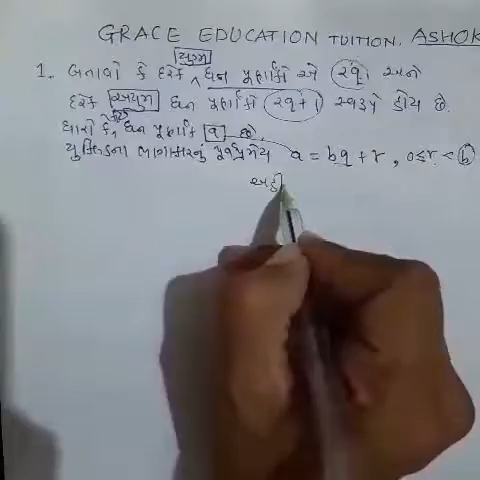 GRACE EDUCATION TUITION. ASHOK
યુગ્મ
1. બતાવો કે દરેક ^ ધન પૂર્ણાંક એ 2q અને
દરેક અયુગ્મ ધન પૂર્ણાંક 2q+1 સ્વરૂપે હોય છે.
ધારો કે, ધન પૂર્ણાંક a છે.
યુક્લિડના ભાગાકારનું પૂર્વપ્રમેય a = bq + r, 0≤r < b
અહી